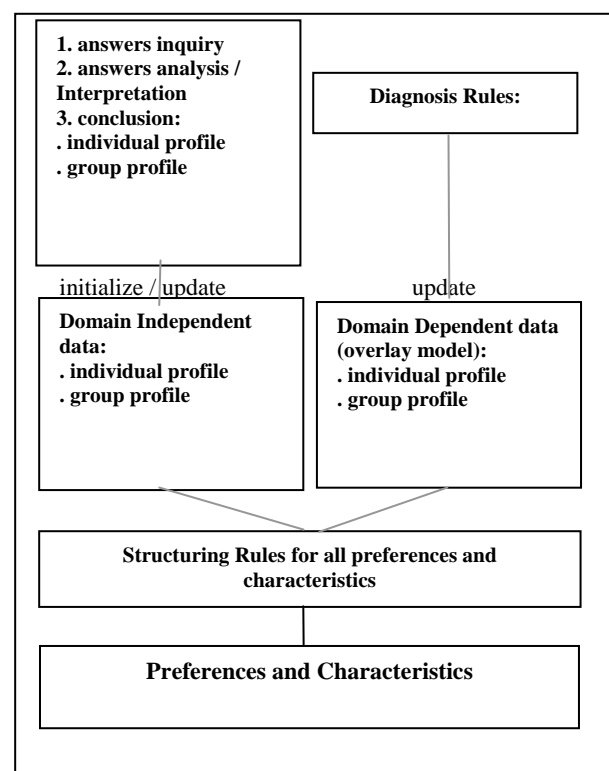 1. answers inquiry
2. answers analysis /
Interpretation
3. conclusion:
. individual profile
. group profile
Diagnosis Rules:
initialize / update
update
Domain Independent
data:
. individual profile
. group profile
Domain Dependent data
(overlay model):
. individual profile
. group profile
Structuring Rules for all preferences and
characteristics
Preferences and Characteristics